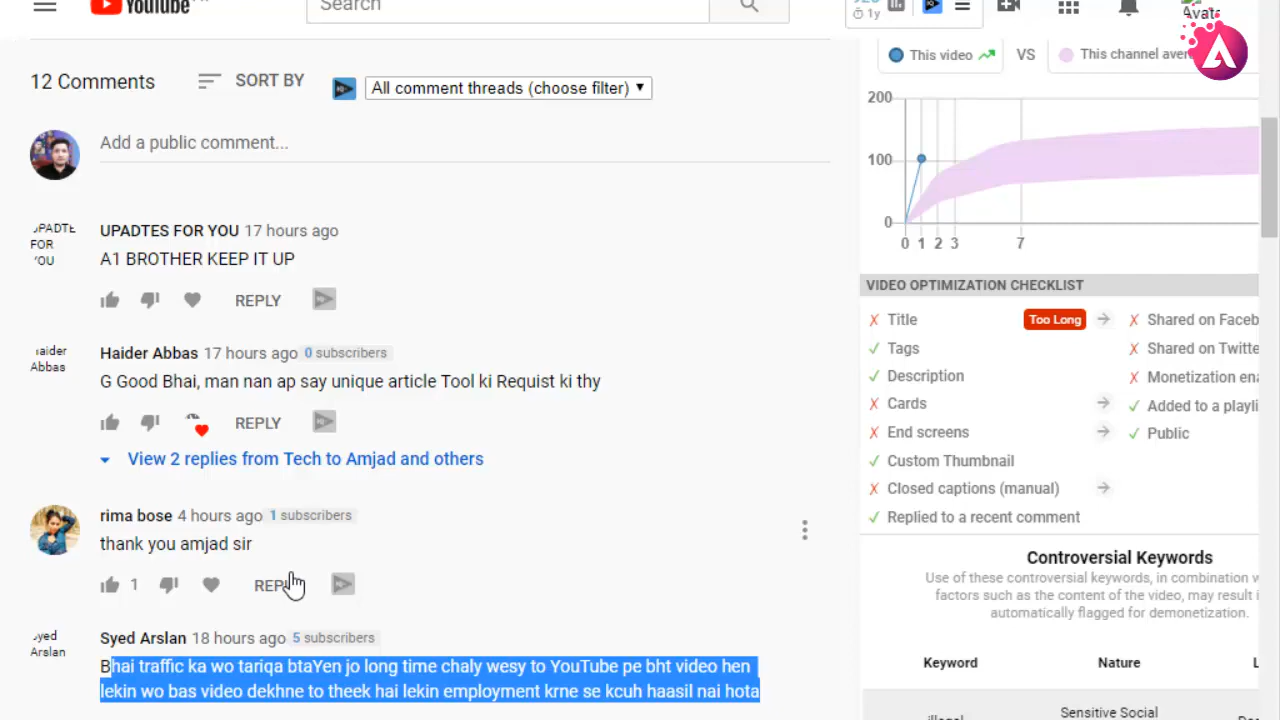 YouTube
Search
1y
Avata
This video VS This channel aver
12 Comments SORT BY All comment threads (choose filter)
Add a public comment...
200
100
0
0 1 2 3 7
UPADTES FOR YOU 17 hours ago
A1 BROTHER KEEP IT UP
REPLY
Haider Abbas 17 hours ago 0 subscribers
G Good Bhai, man nan ap say unique article Tool ki Requist ki thy
REPLY
View 2 replies from Tech to Amjad and others
rima bose 4 hours ago 1 subscribers
thank you amjad sir
1 REPL
Syed Arslan 18 hours ago 5 subscribers
Bhai traffic ka wo tariqa btaYen jo long time chaly wesy to YouTube pe bht video hen
lekin wo bas video dekhne to theek hai lekin employment krne se kcuh haasil nai hota
VIDEO OPTIMIZATION CHECKLIST
Title Too Long Shared on Faceb
Tags Shared on Twitte
Description Monetization ena
Cards Added to a playli
End screens Public
Custom Thumbnail
Closed captions (manual)
Replied to a recent comment
Controversial Keywords
Use of these controversial keywords, in combination w
factors such as the content of the video, may result i
automatically flagged for demonetization.
Keyword Nature L
Sensitive Social